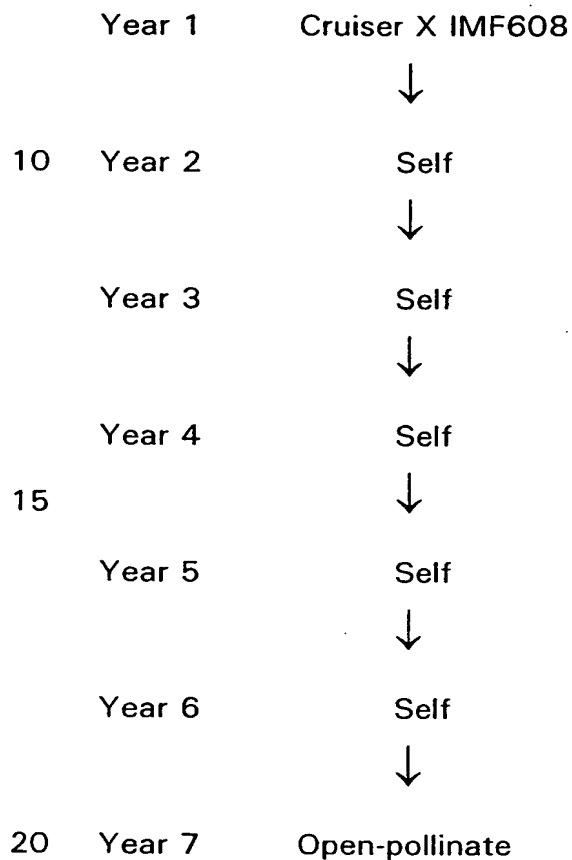 Year 1 Cruiser X IMF608
↓
10 Year 2 Self
↓
Year 3 Self
↓
Year 4 Self
15 ↓
Year 5 Self
↓
Year 6 Self
↓
20 Year 7 Open-pollinate